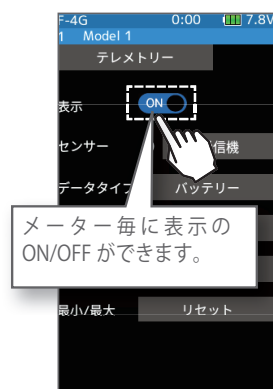 F-4G 0:00 7.8V
1 Model 1
テレメトリー
表示 ON
センサー 信機
データタイプ バッテリー
メーター毎に表示の
ON/OFF ができます。
最小/最大 リセット